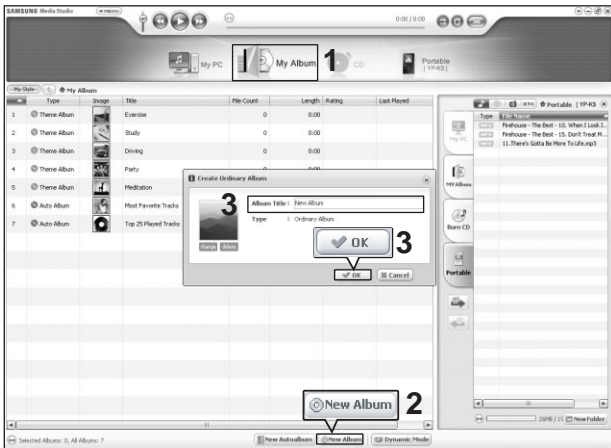 SAMSUNG Media Studio
MENU
0:00 / 0:00
My PC
My Album
1
CD
Portable
[ YP-K3 ]
My Style
My Album
Type Image Title File Count Length Rating Last Played
1 Theme Album Exercise 0 0:00
2 Theme Album Study 0 0:00
3 Theme Album Driving 0 0:00
4 Theme Album Party 0 0:00
5 Theme Album Meditation
6 Auto Album Most Favorite Tracks
7 Auto Album Top 25 Played Tracks
Create Ordinary Album
3
Album Title : New Album
Type : Ordinary Album
change delete
OK
3
OK Cancel
Portable [YP-K3
Type File Name
Firehouse - The Best - 10. When I Look I...
Firehouse - The Best - 15. Don't Treat M...
11.There's Gotta Be More To Life.mp3
My PC
MY Album
Burn CD
Portable
New Album
2
Selected Albums: 0, All Albums: 7
New Autoalbum New Album Dynamic Mode
New Folder